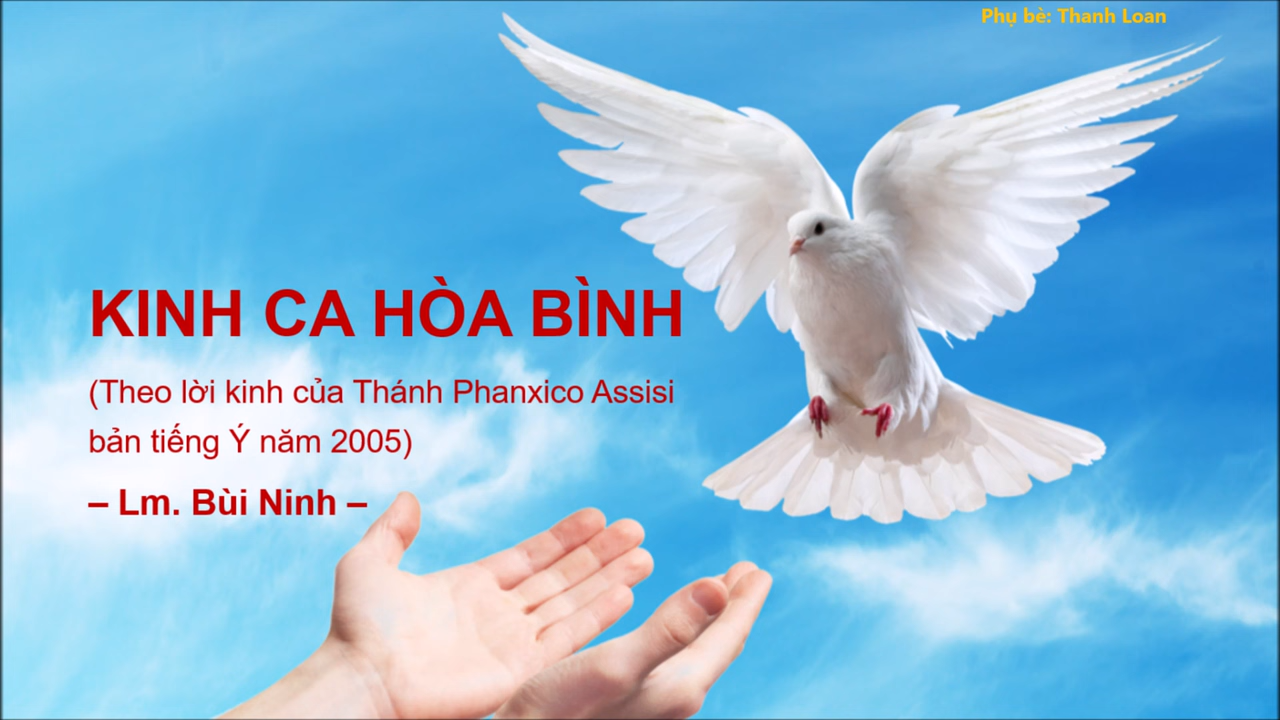 Phụ bè: Thanh Loan
KINH CA HÒA BÌNH
(Theo lời kinh của Thánh Phanxico Assisi
bản tiếng Ý năm 2005)
– Lm. Bùi Ninh –